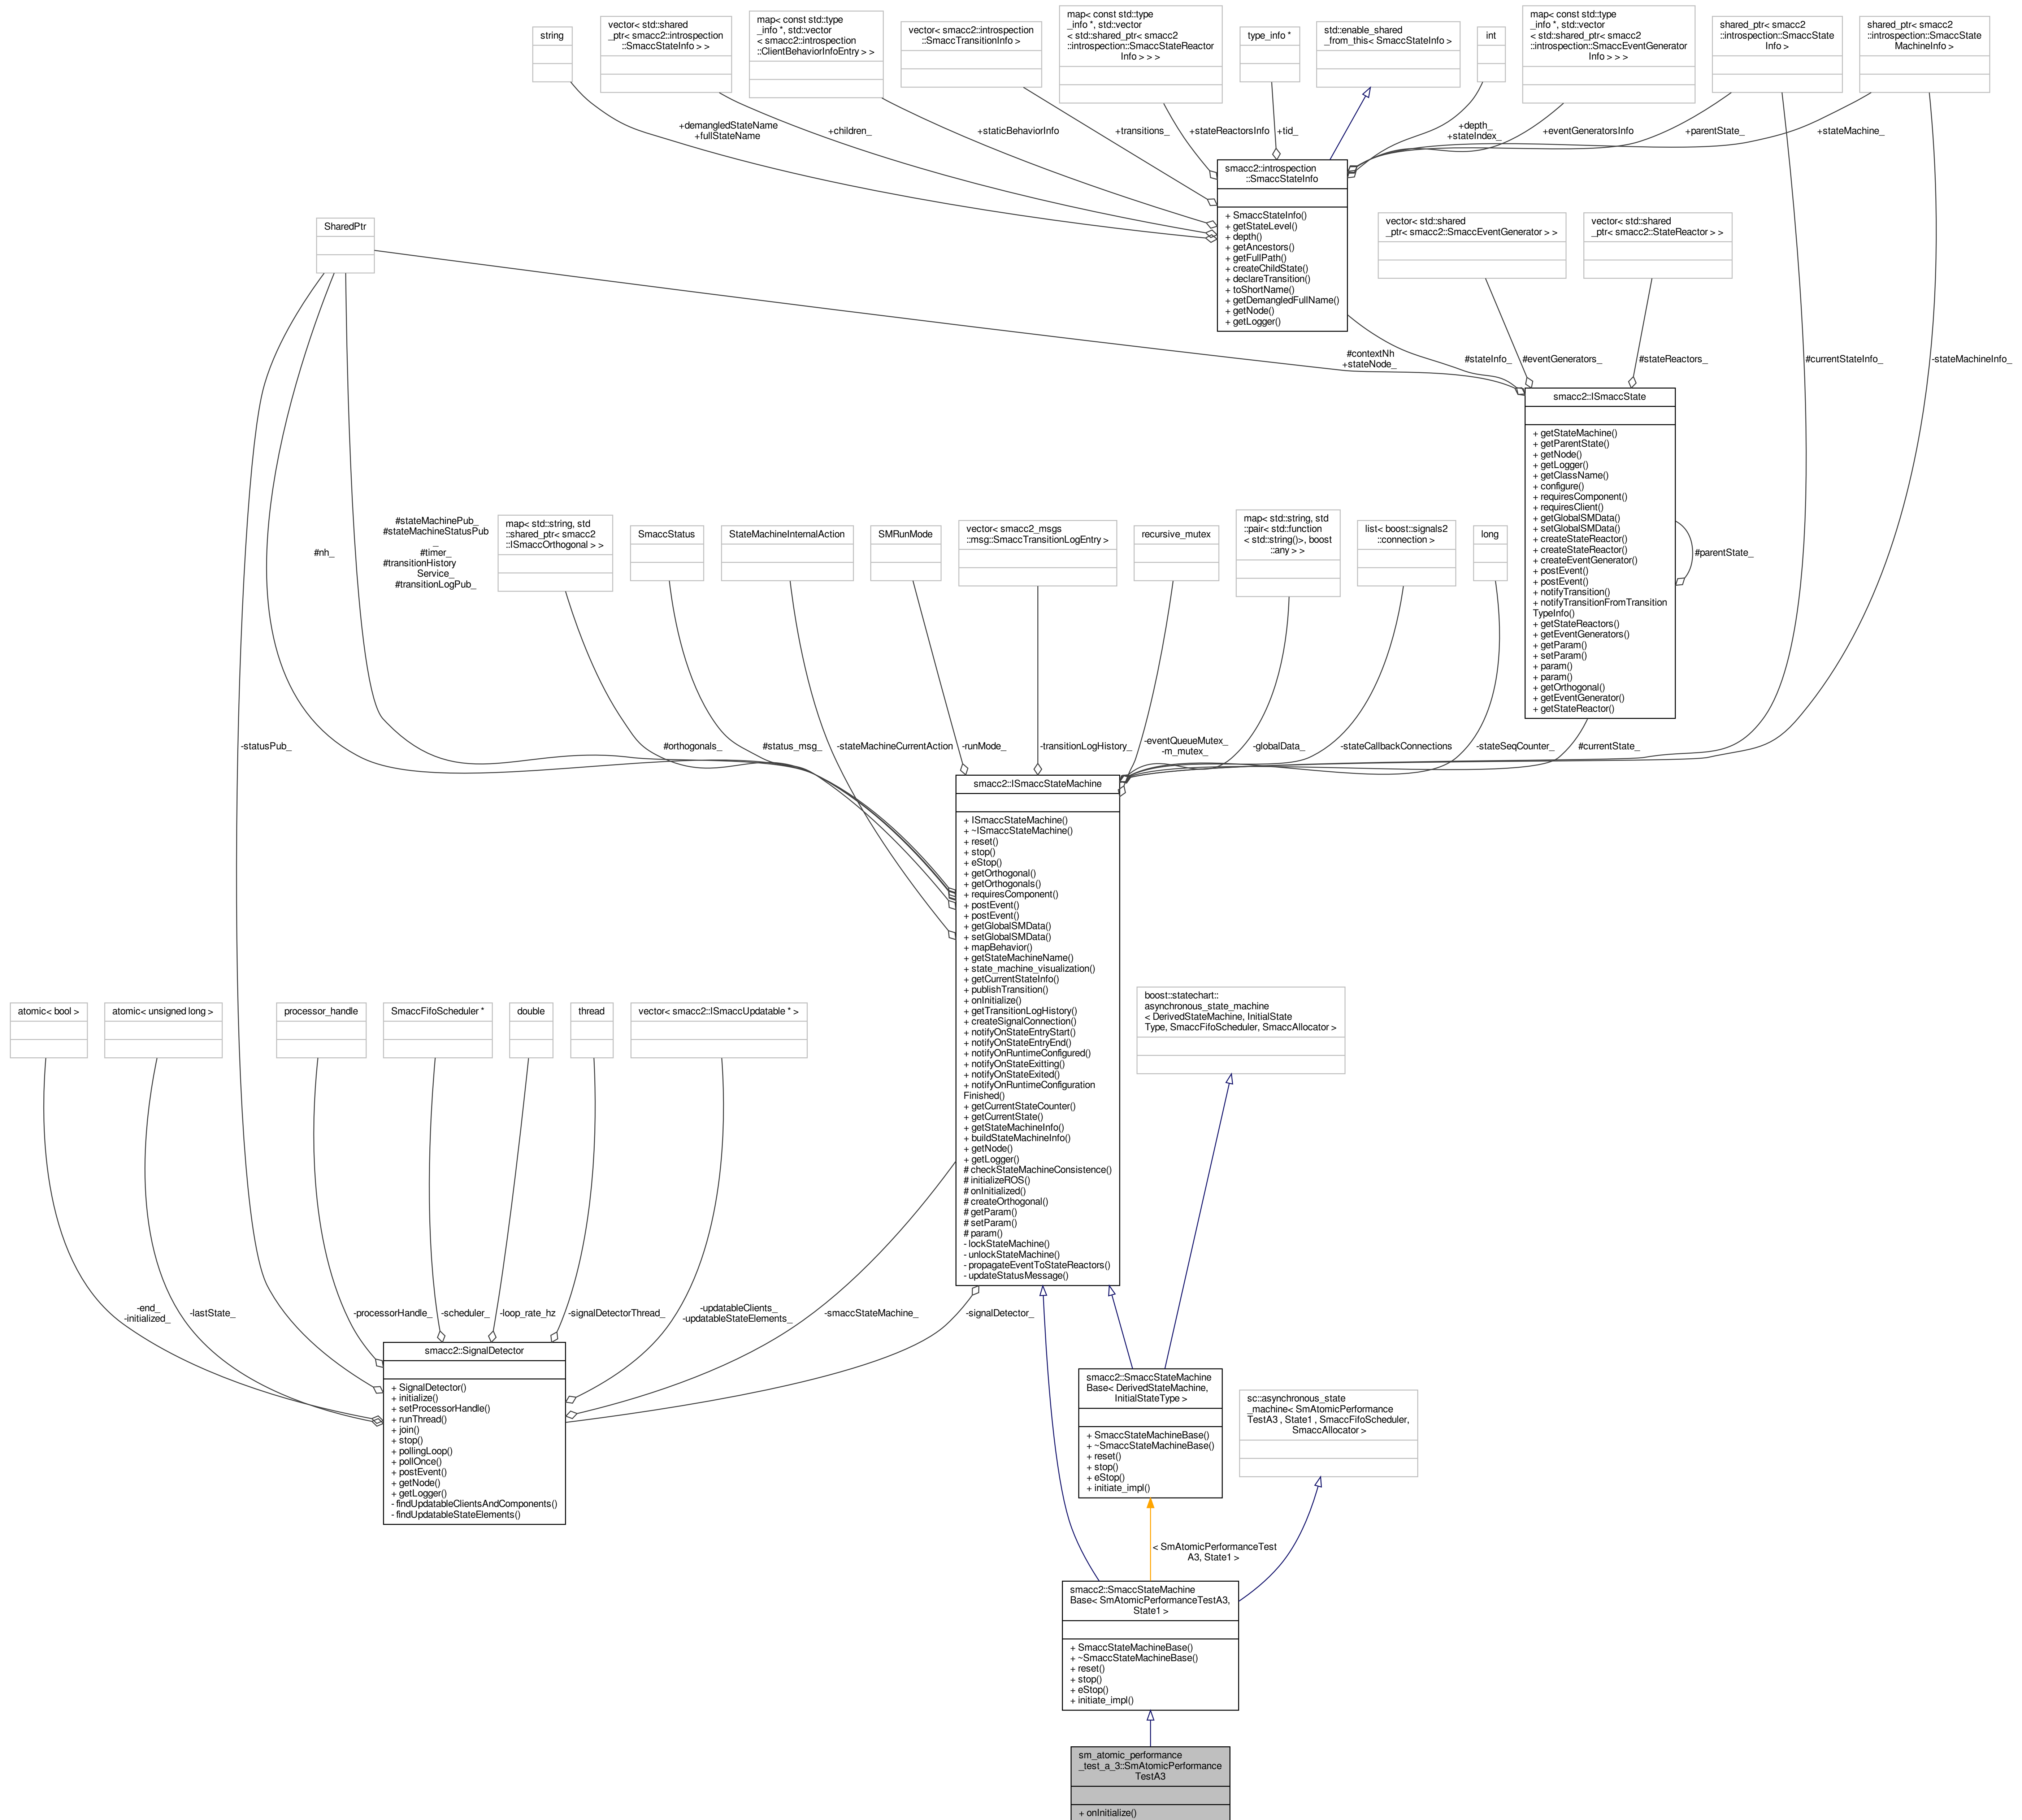 string
vector< std::shared
_ptr< smacc2::introspection
::SmaccStateInfo > >
map< const std::type
_info *, std::vector
< smacc2::introspection
::ClientBehaviorInfoEntry > >
vector< smacc2::introspection
::SmaccTransitionInfo >
map< const std::type
_info *, std::vector
< std::shared_ptr< smacc2
::introspection::SmaccStateReactor
Info > > >
type_info *
std::enable_shared
_from_this< SmaccStateInfo >
int
map< const std::type
_info *, std::vector
< std::shared_ptr< smacc2
::introspection::SmaccEventGenerator
Info > > >
shared_ptr< smacc2
::introspection::SmaccState
Info >
shared_ptr< smacc2
::introspection::SmaccState
MachineInfo >
+demangledStateName
+fullStateName
+children_
+staticBehaviorInfo
+transitions_
+stateReactorsInfo
+tid_
+depth_
+stateIndex_
+eventGeneratorsInfo
+parentState_
+stateMachine_
smacc2::introspection
::SmaccStateInfo
+ SmaccStateInfo()
+ getStateLevel()
+ depth()
+ getAncestors()
+ getFullPath()
+ createChildState()
+ declareTransition()
+ toShortName()
+ getDemangledFullName()
+ getNode()
+ getLogger()
SharedPtr
vector< std::shared
_ptr< smacc2::SmaccEventGenerator > >
vector< std::shared
_ptr< smacc2::StateReactor > >
#contextNh
+stateNode_
#stateInfo_
#eventGenerators_
#stateReactors_
#currentStateInfo_
-stateMachineInfo_
smacc2::ISmaccState
+ getStateMachine()
+ getParentState()
+ getNode()
+ getLogger()
+ getClassName()
+ configure()
+ requiresComponent()
+ requiresClient()
+ getGlobalSMData()
+ setGlobalSMData()
+ createStateReactor()
+ createStateReactor()
+ createEventGenerator()
+ postEvent()
+ postEvent()
+ notifyTransition()
+ notifyTransitionFromTransition
TypeInfo()
+ getStateReactors()
+ getEventGenerators()
+ getParam()
+ setParam()
+ param()
+ param()
+ getOrthogonal()
+ getEventGenerator()
+ getStateReactor()
#parentState_
#nh_
#stateMachinePub_
#stateMachineStatusPub
_
#timer_
#transitionHistory
Service_
#transitionLogPub_
map< std::string, std
::shared_ptr< smacc2
::ISmaccOrthogonal > >
SmaccStatus
StateMachineInternalAction
SMRunMode
vector< smacc2_msgs
::msg::SmaccTransitionLogEntry >
recursive_mutex
map< std::string, std
::pair< std::function
< std::string()>, boost
::any > >
list< boost::signals2
::connection >
long
-statusPub_
#orthogonals_
#status_msg_
-stateMachineCurrentAction
-runMode_
-transitionLogHistory_
-eventQueueMutex_
-m_mutex_
-globalData_
-stateCallbackConnections
-stateSeqCounter_
#currentState_
smacc2::ISmaccStateMachine
+ ISmaccStateMachine()
+ ~ISmaccStateMachine()
+ reset()
+ stop()
+ eStop()
+ getOrthogonal()
+ getOrthogonals()
+ requiresComponent()
+ postEvent()
+ postEvent()
+ getGlobalSMData()
+ setGlobalSMData()
+ mapBehavior()
+ getStateMachineName()
+ state_machine_visualization()
+ getCurrentStateInfo()
+ publishTransition()
+ onInitialize()
+ getTransitionLogHistory()
+ createSignalConnection()
+ notifyOnStateEntryStart()
+ notifyOnStateEntryEnd()
+ notifyOnRuntimeConfigured()
+ notifyOnStateExitting()
+ notifyOnStateExited()
+ notifyOnRuntimeConfiguration
Finished()
+ getCurrentStateCounter()
+ getCurrentState()
+ getStateMachineInfo()
+ buildStateMachineInfo()
+ getNode()
+ getLogger()
# checkStateMachineConsistence()
# initializeROS()
# onInitialized()
# createOrthogonal()
# getParam()
# setParam()
# param()
- lockStateMachine()
- unlockStateMachine()
- propagateEventToStateReactors()
- updateStatusMessage()
atomic< bool >
atomic< unsigned long >
processor_handle
SmaccFifoScheduler *
double
thread
vector< smacc2::ISmaccUpdatable * >
boost::statechart::
asynchronous_state_machine
< DerivedStateMachine, InitialState
Type, SmaccFifoScheduler, SmaccAllocator >
-end_
-initialized_
-lastState_
-processorHandle_
-scheduler_
-loop_rate_hz
-signalDetectorThread_
-updatableClients_
-updatableStateElements_
-smaccStateMachine_
-signalDetector_
smacc2::SignalDetector
+ SignalDetector()
+ initialize()
+ setProcessorHandle()
+ runThread()
+ join()
+ stop()
+ pollingLoop()
+ pollOnce()
+ postEvent()
+ getNode()
+ getLogger()
- findUpdatableClientsAndComponents()
- findUpdatableStateElements()
smacc2::SmaccStateMachine
Base< DerivedStateMachine,
InitialStateType >
+ SmaccStateMachineBase()
+ ~SmaccStateMachineBase()
+ reset()
+ stop()
+ eStop()
+ initiate_impl()
sc::asynchronous_state
_machine< SmAtomicPerformance
TestA3 , State1 , SmaccFifoScheduler,
SmaccAllocator >
< SmAtomicPerformanceTest
A3, State1 >
smacc2::SmaccStateMachine
Base< SmAtomicPerformanceTestA3,
State1 >
+ SmaccStateMachineBase()
+ ~SmaccStateMachineBase()
+ reset()
+ stop()
+ eStop()
+ initiate_impl()
sm_atomic_performance
_test_a_3::SmAtomicPerformance
TestA3
+ onInitialize()